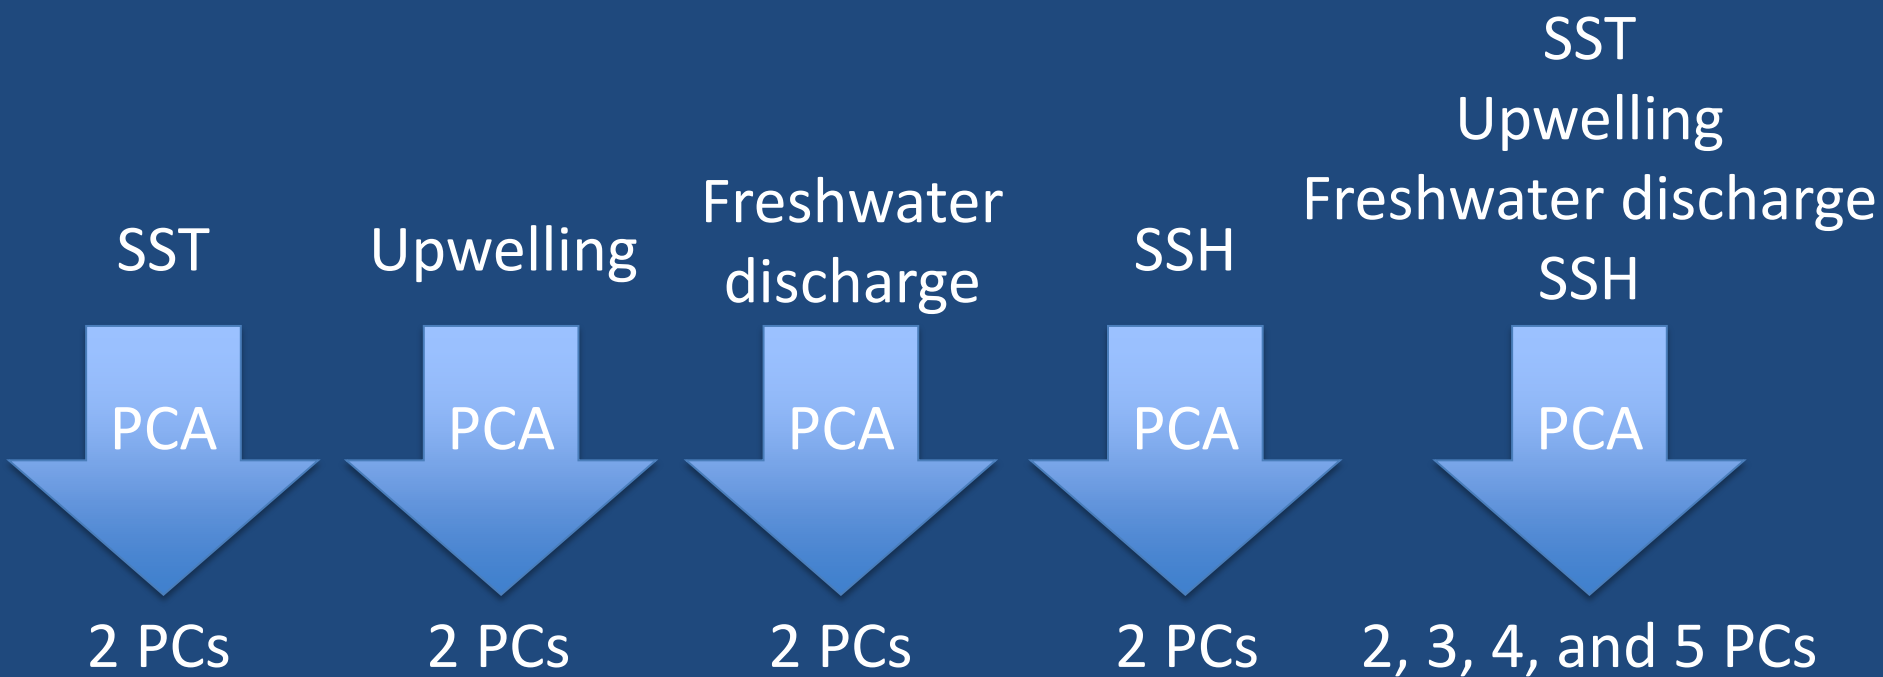 SST
PCA
2 PCs
Upwelling
PCA
2 PCs
Freshwater
discharge
PCA
2 PCs
SSH
PCA
2 PCs
SST
Upwelling
Freshwater discharge
SSH
PCA
2, 3, 4, and 5 PCs